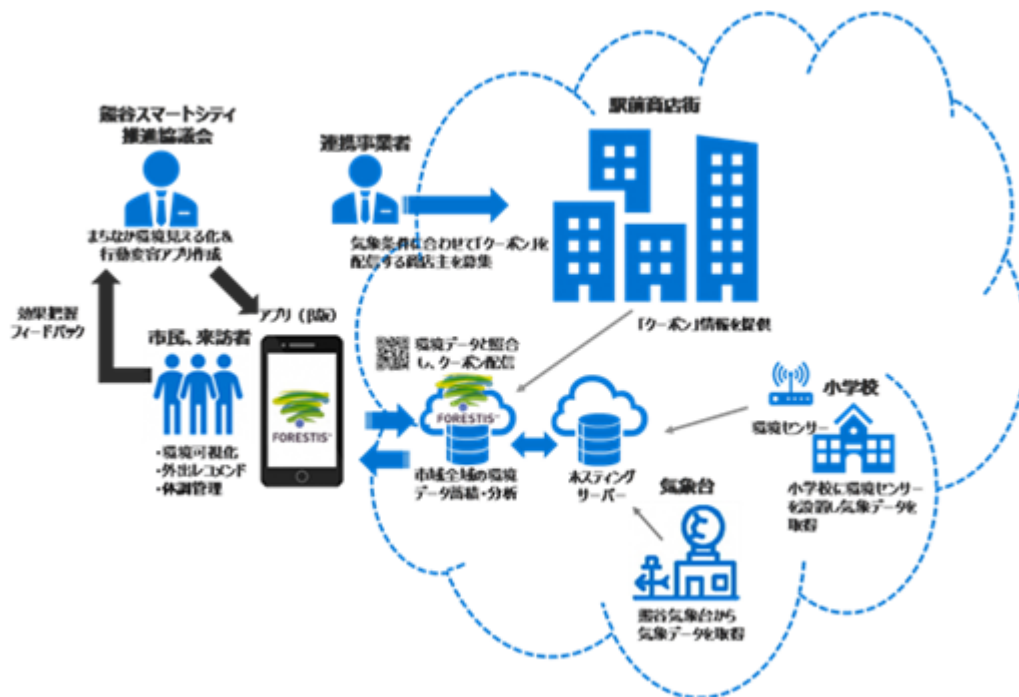 熊谷スマートシティ
推進協議会
まちなか環境見える化＆
行動変容アプリ作成
効果把握
フィードバック
市民、来訪者
・環境可視化
・外出レコメンド
・体調管理
アプリ（β版）
FORESTIS™
連携事業者
気象条件に合わせて「クーポン」を
配信する商店主を募集
駅前商店街
「クーポン」情報を提供
環境データと照合
し、クーポン配信
FORESTIS™
市域全域の環境
データ蓄積・分析
ホスティング
サーバー
小学校
環境センサー
小学校に環境センサー
を設置し気象データを
取得
気象台
熊谷気象台から
気象データを取得